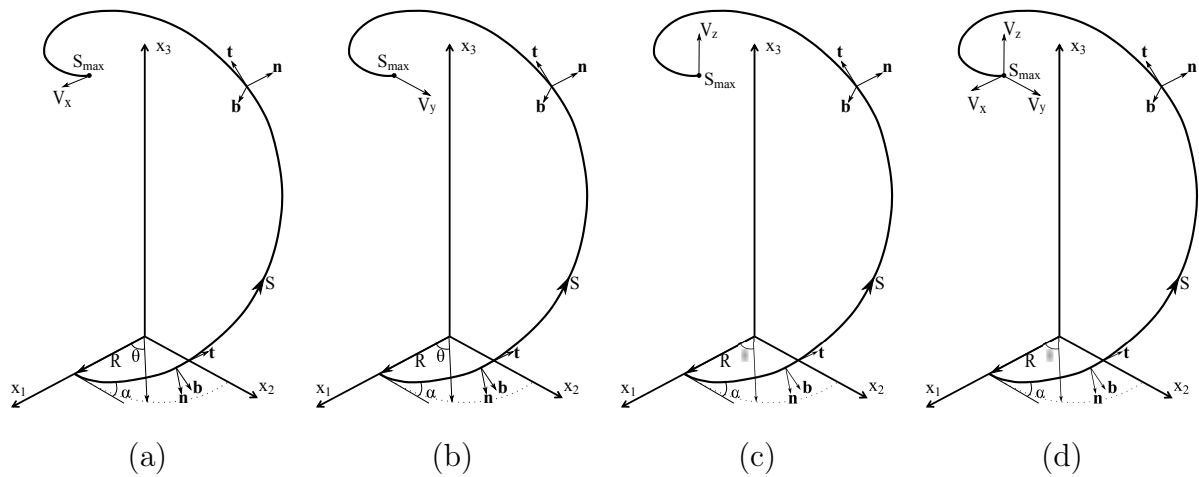 x3 x3 x3 x3
Vz Vz
t t t t
n n n n
Smax Smax Smax Smax
Vx Vy Vx Vy
b b b b
S S S S
R θ t R θ t R t R t
x1 α n b x2 x1 α n b x2 x1 α n b x2 x1 α n b x2
(a) (b) (c) (d)